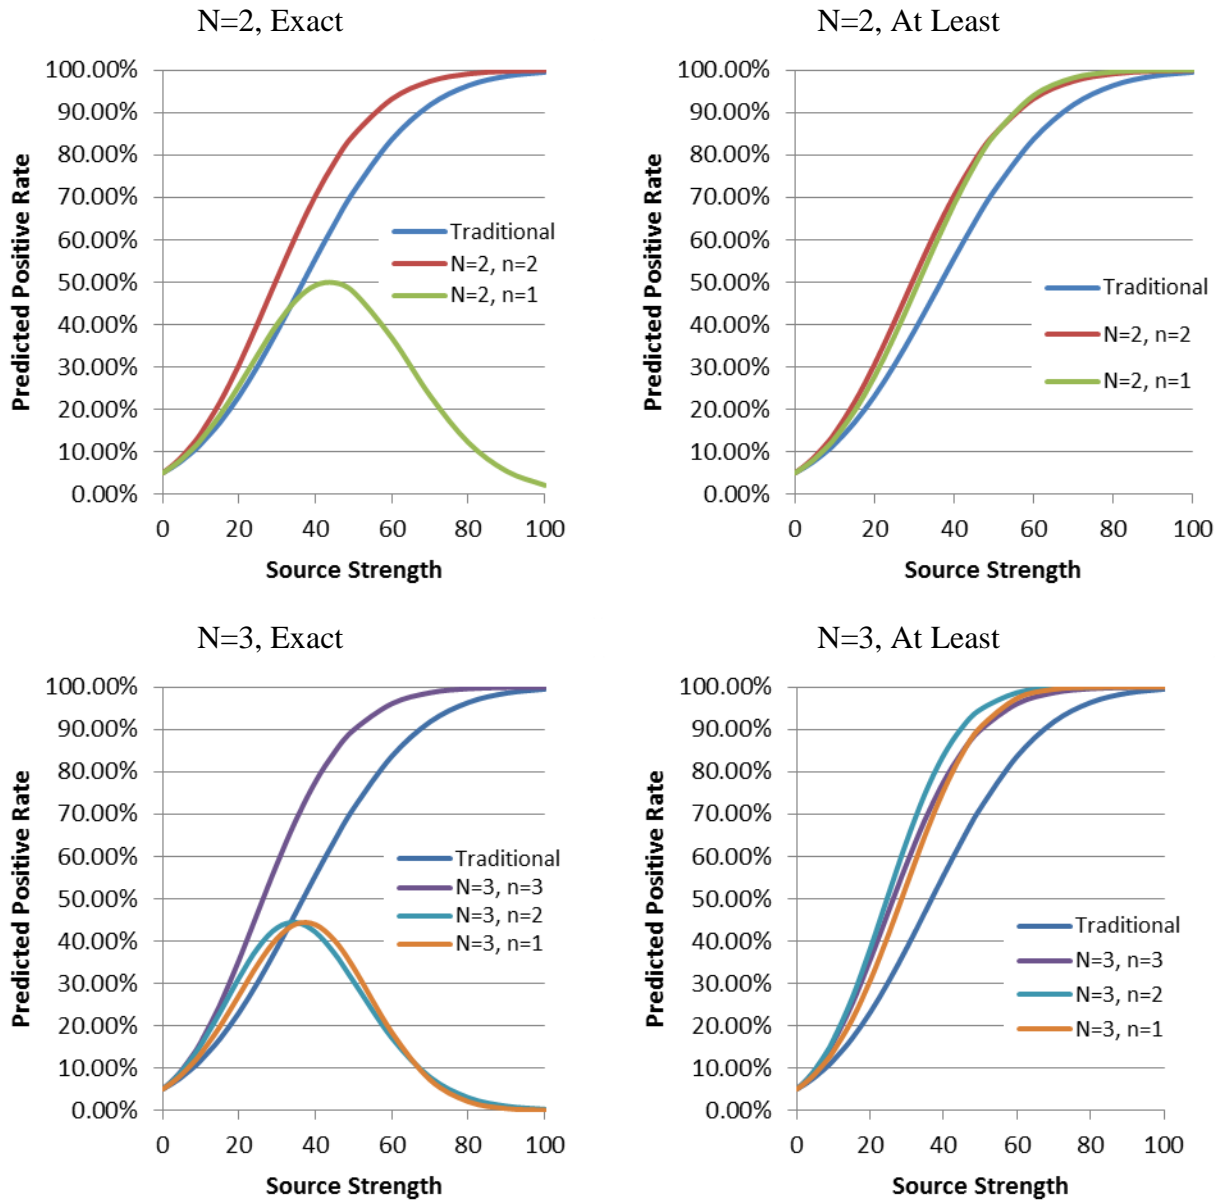 N=2, Exact
Predicted Positive Rate
100.00%
90.00%
80.00%
70.00%
60.00%
50.00%
40.00%
30.00%
20.00%
10.00%
0.00%
Traditional
N=2, n=2
N=2, n=1
0 20 40 60 80 100
Source Strength
N=2, At Least
Predicted Positive Rate
100.00%
90.00%
80.00%
70.00%
60.00%
50.00%
40.00%
30.00%
20.00%
10.00%
0.00%
Traditional
N=2, n=2
N=2, n=1
0 20 40 60 80 100
Source Strength
N=3, Exact
Predicted Positive Rate
100.00%
90.00%
80.00%
70.00%
60.00%
50.00%
40.00%
30.00%
20.00%
10.00%
0.00%
Traditional
N=3, n=3
N=3, n=2
N=3, n=1
0 20 40 60 80 100
Source Strength
N=3, At Least
Predicted Positive Rate
100.00%
90.00%
80.00%
70.00%
60.00%
50.00%
40.00%
30.00%
20.00%
10.00%
0.00%
Traditional
N=3, n=3
N=3, n=2
N=3, n=1
0 20 40 60 80 100
Source Strength